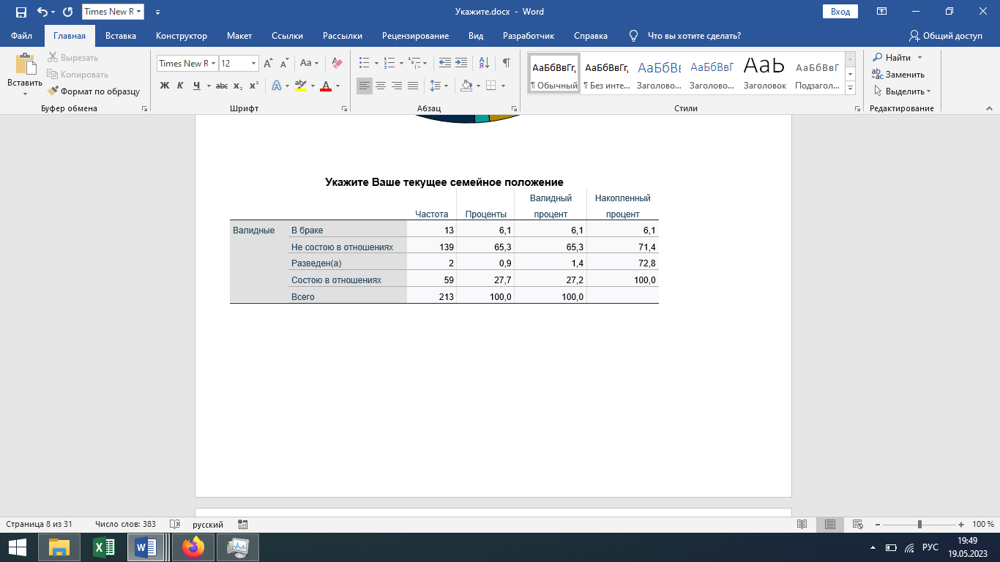 Times New R
Укажите.docx - Word
Вход
Файл Главная Вставка Конструктор Макет Ссылки Рассылки Рецензирование Вид Разработчик Справка Что вы хотите сделать? Общий доступ
Вставить
Вырезать
Копировать
Формат по образцу
Буфер обмена
Times New R 12
Aa
Ж К Ч abc x₂ x²
A A
Шрифт
Абзац
АаБбВвГг, АаБбВвГг, АаБбВв АаБбВвГ АаЬ АаБбВвГ
¶ Обычный ¶ Без инте... Заголово... Заголово... Заголовок Подзагол...
Стили
Найти
Заменить
Выделить
Редактирование
Укажите Ваше текущее семейное положение
Частота Проценты Валидный процент Накопленный процент
Валидные В браке 13 6,1 6,1 6,1
Не состою в отношениях 139 65,3 65,3 71,4
Разведен(а) 2 0,9 1,4 72,8
Состою в отношениях 59 27,7 27,2 100,0
Всего 213 100,0 100,0
Страница 8 из 31 Число слов: 383 русский 100 %
РУС
19:49
19.05.2023